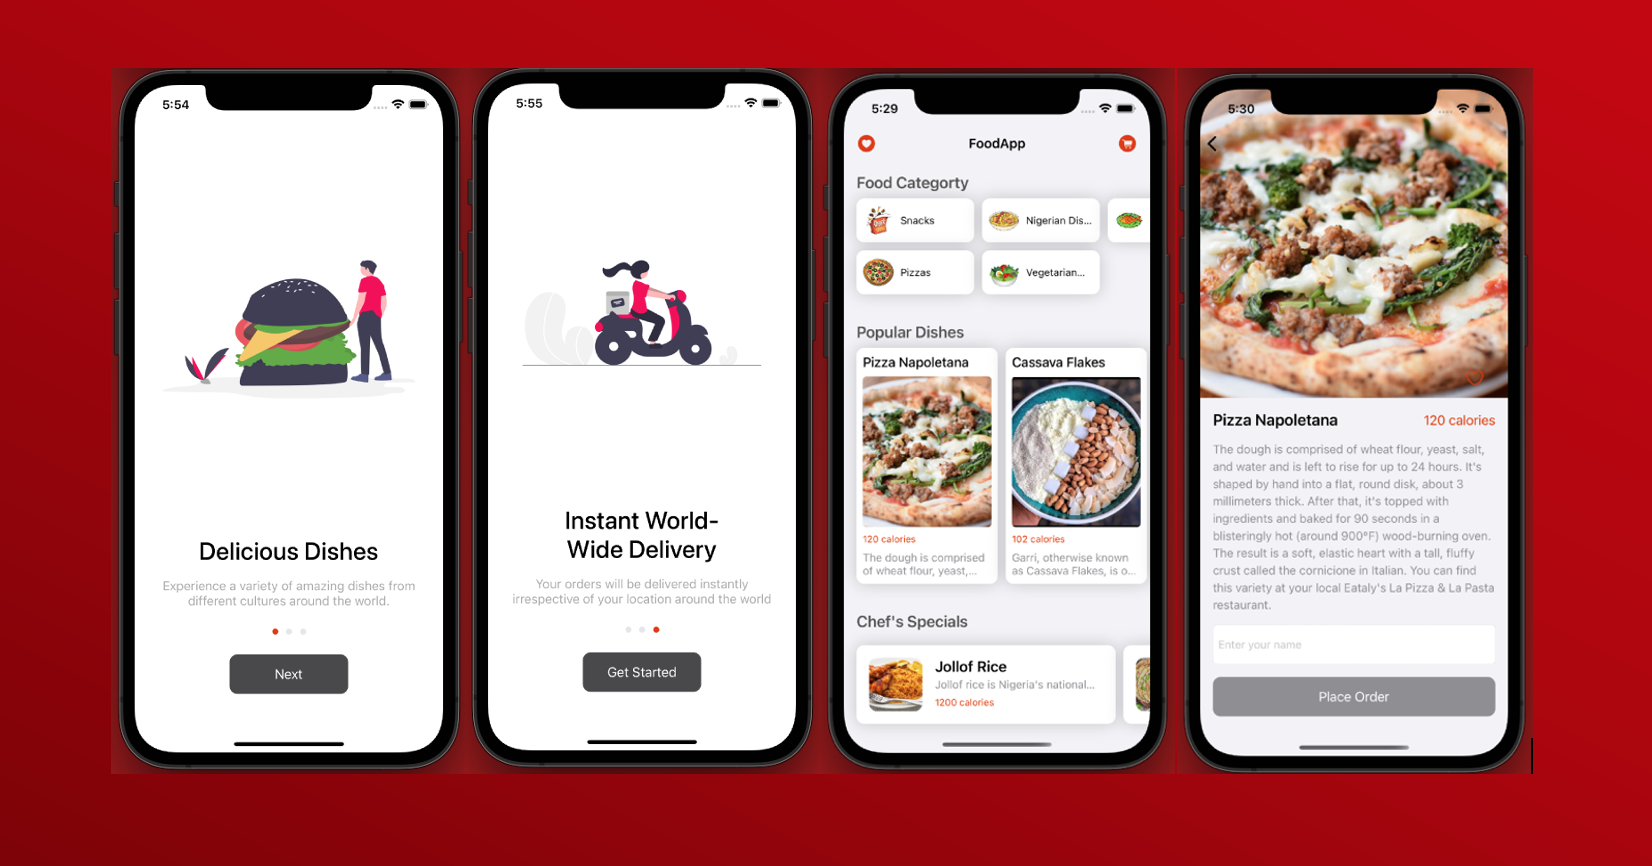 5:54
Delicious Dishes
Experience a variety of amazing dishes from
different cultures around the world.
Next
5:55
Instant World-
Wide Delivery
Your orders will be delivered instantly
irrespective of your location around the world
Get Started
5:29
FoodApp
Food Categorty
Snacks
Nigerian Dis...
Pizzas
Vegetarian...
Popular Dishes
Pizza Napoletana
120 calories
The dough is comprised
of wheat flour, yeast,...
Cassava Flakes
102 calories
Garri, otherwise known
as Cassava Flakes, is o...
Chef's Specials
Jollof Rice
Jollof rice is Nigeria's national...
1200 calories
5:30
Pizza Napoletana
120 calories
The dough is comprised of wheat flour, yeast, salt,
and water and is left to rise for up to 24 hours. It's
shaped by hand into a flat, round disk, about 3
millimeters thick. After that, it's topped with
ingredients and baked for 90 seconds in a
blisteringly hot (around 900°F) wood-burning oven.
The result is a soft, elastic heart with a tall, fluffy
crust called the cornicione in Italian. You can find
this variety at your local Eataly's La Pizza & La Pasta
restaurant.
Enter your name
Place Order